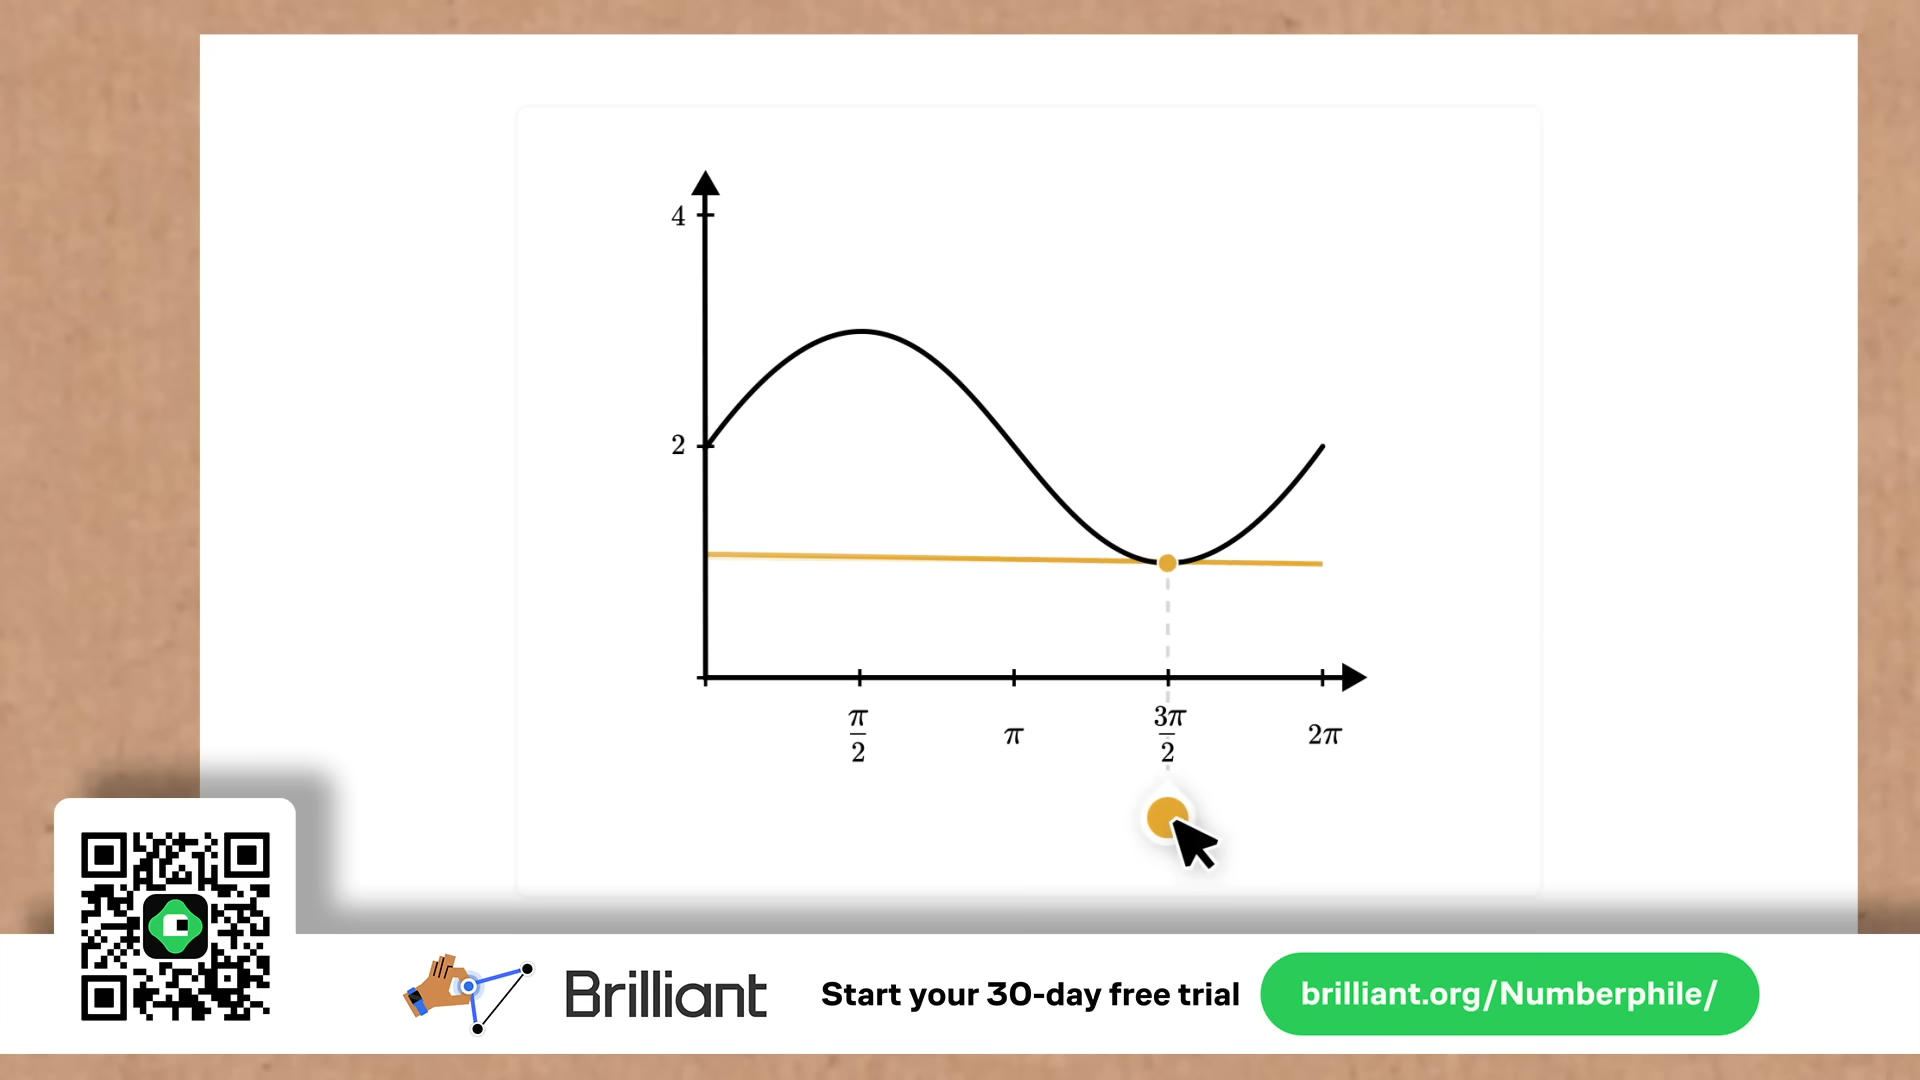 4
2
π/2
π
3π/2
2π
Brilliant
Start your 30-day free trial
brilliant.org/Numberphile/